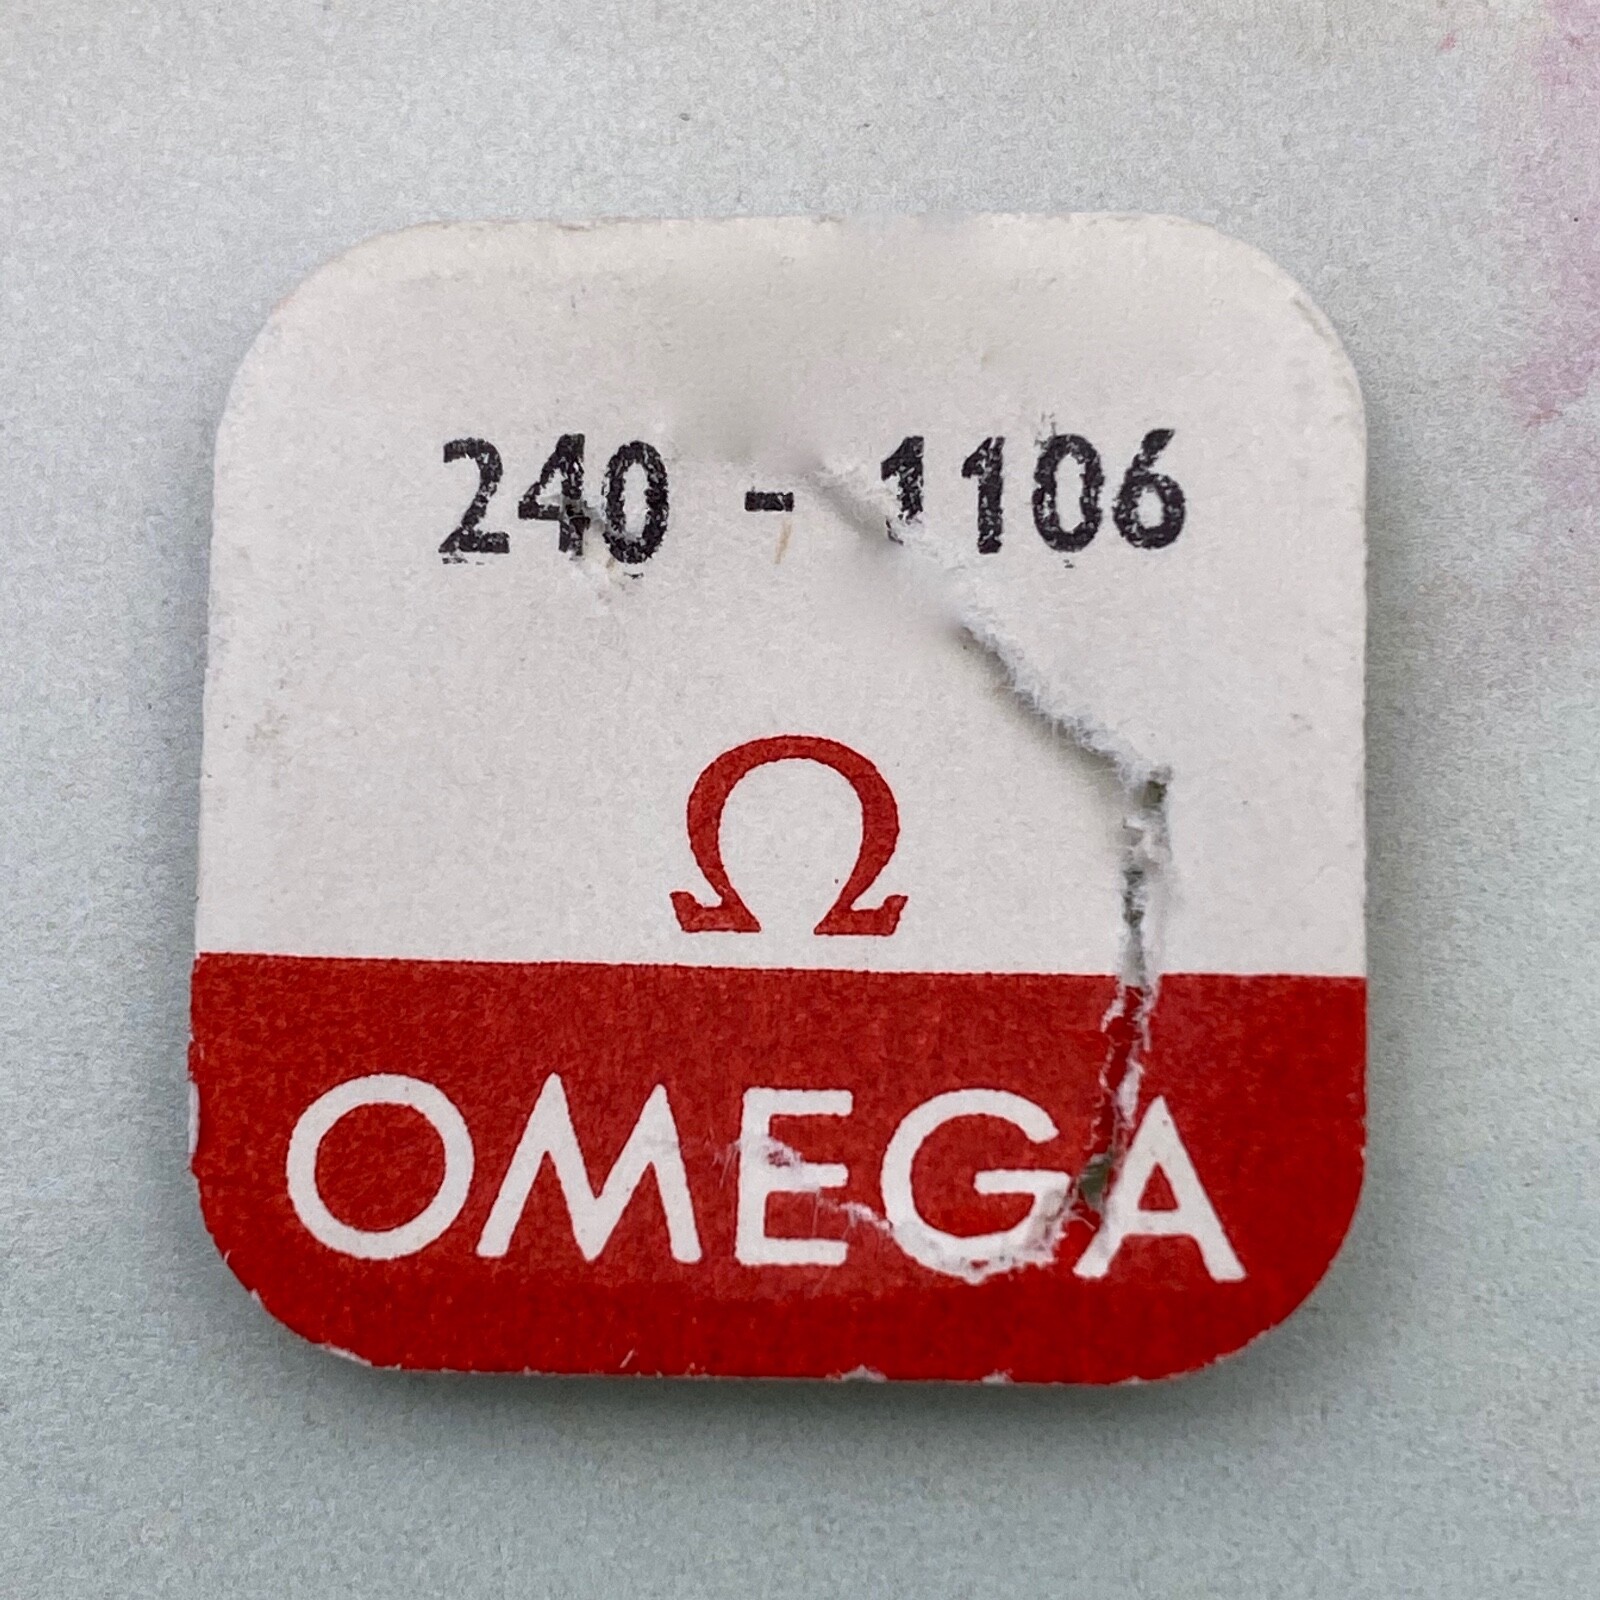 240 - 1106
Ω
OMEGA